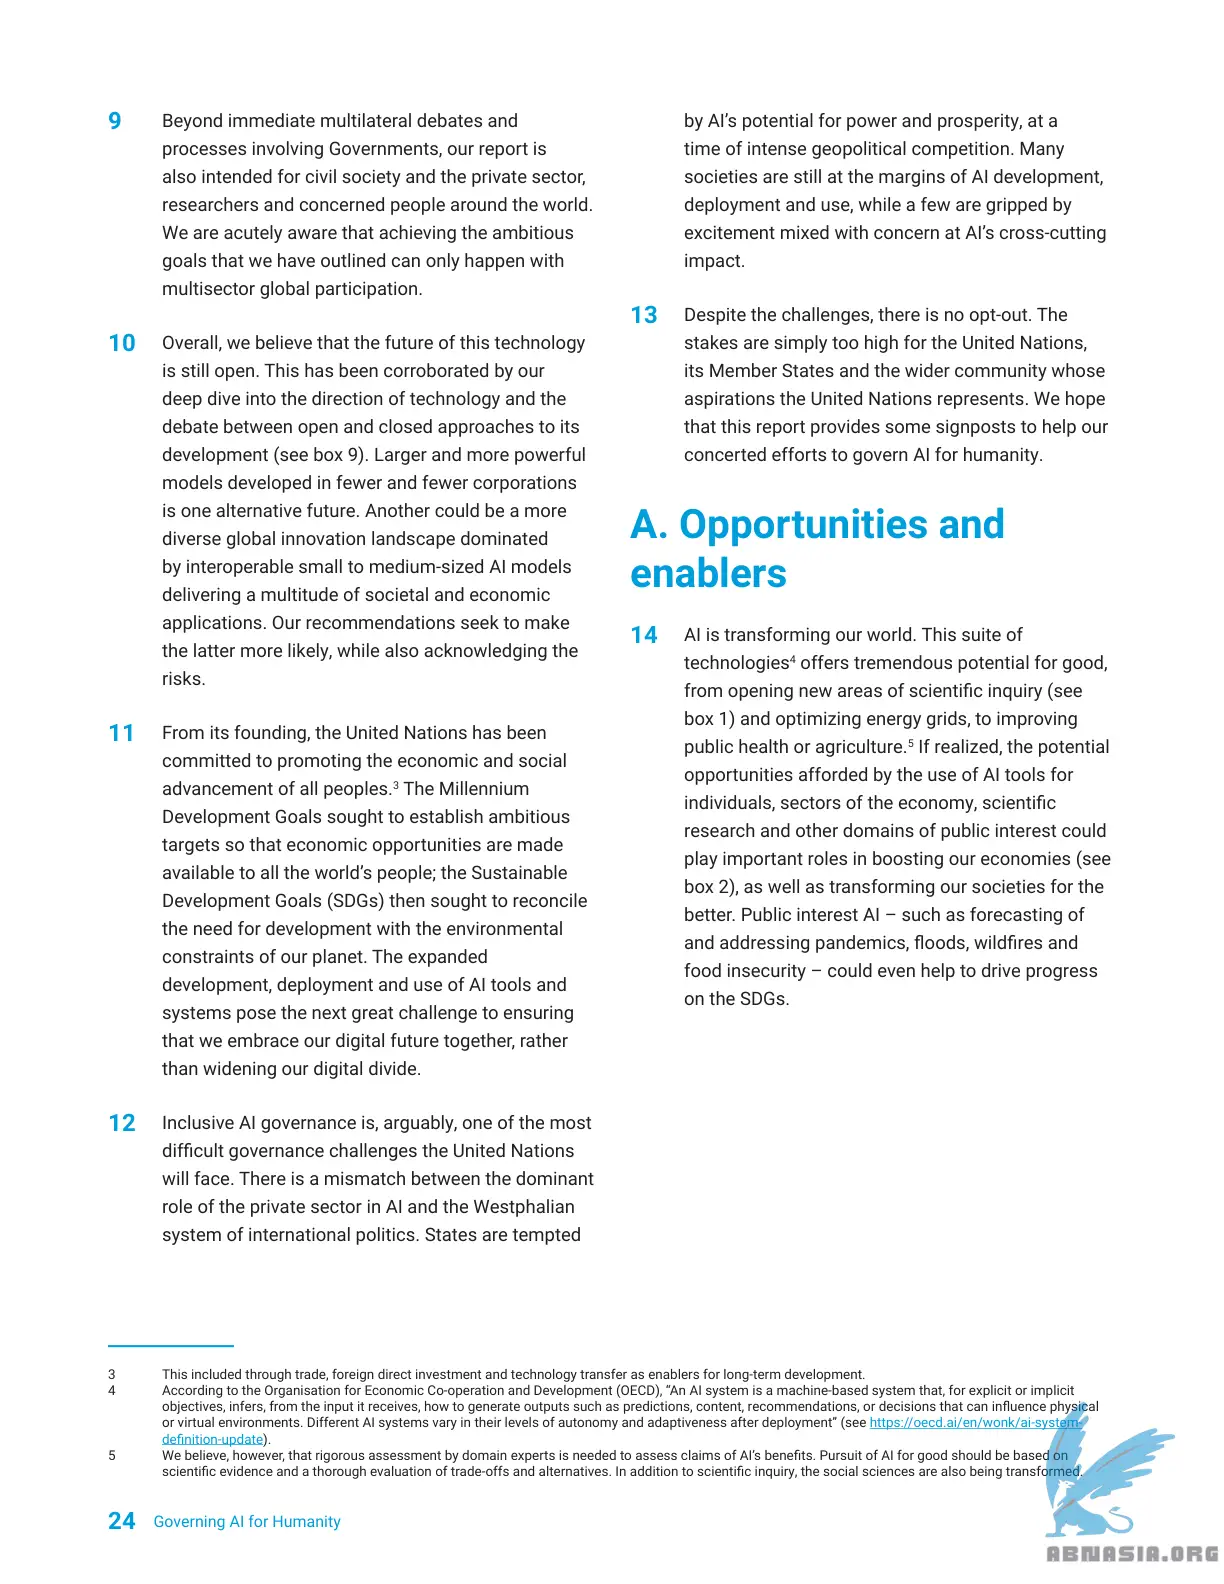 9 Beyond immediate multilateral debates and
processes involving Governments, our report is
also intended for civil society and the private sector,
researchers and concerned people around the world.
We are acutely aware that achieving the ambitious
goals that we have outlined can only happen with
multisector global participation.
10 Overall, we believe that the future of this technology
is still open. This has been corroborated by our
deep dive into the direction of technology and the
debate between open and closed approaches to its
development (see box 9). Larger and more powerful
models developed in fewer and fewer corporations
is one alternative future. Another could be a more
diverse global innovation landscape dominated
by interoperable small to medium-sized AI models
delivering a multitude of societal and economic
applications. Our recommendations seek to make
the latter more likely, while also acknowledging the
risks.
11 From its founding, the United Nations has been
committed to promoting the economic and social
advancement of all peoples.³ The Millennium
Development Goals sought to establish ambitious
targets so that economic opportunities are made
available to all the world’s people; the Sustainable
Development Goals (SDGs) then sought to reconcile
the need for development with the environmental
constraints of our planet. The expanded
development, deployment and use of AI tools and
systems pose the next great challenge to ensuring
that we embrace our digital future together, rather
than widening our digital divide.
12 Inclusive AI governance is, arguably, one of the most
difficult governance challenges the United Nations
will face. There is a mismatch between the dominant
role of the private sector in AI and the Westphalian
system of international politics. States are tempted
by AI’s potential for power and prosperity, at a
time of intense geopolitical competition. Many
societies are still at the margins of AI development,
deployment and use, while a few are gripped by
excitement mixed with concern at AI’s cross-cutting
impact.
13 Despite the challenges, there is no opt-out. The
stakes are simply too high for the United Nations,
its Member States and the wider community whose
aspirations the United Nations represents. We hope
that this report provides some signposts to help our
concerted efforts to govern AI for humanity.
A. Opportunities and
enablers
14 AI is transforming our world. This suite of
technologies⁴ offers tremendous potential for good,
from opening new areas of scientific inquiry (see
box 1) and optimizing energy grids, to improving
public health or agriculture.⁵ If realized, the potential
opportunities afforded by the use of AI tools for
individuals, sectors of the economy, scientific
research and other domains of public interest could
play important roles in boosting our economies (see
box 2), as well as transforming our societies for the
better. Public interest AI – such as forecasting of
and addressing pandemics, floods, wildfires and
food insecurity – could even help to drive progress
on the SDGs.
3 This included through trade, foreign direct investment and technology transfer as enablers for long-term development.
4 According to the Organisation for Economic Co-operation and Development (OECD), “An AI system is a machine-based system that, for explicit or implicit
objectives, infers, from the input it receives, how to generate outputs such as predictions, content, recommendations, or decisions that can influence physical
or virtual environments. Different AI systems vary in their levels of autonomy and adaptiveness after deployment” (see https://oecd.ai/en/wonk/ai-system-
definition-update).
5 We believe, however, that rigorous assessment by domain experts is needed to assess claims of AI’s benefits. Pursuit of AI for good should be based on
scientific evidence and a thorough evaluation of trade-offs and alternatives. In addition to scientific inquiry, the social sciences are also being transformed.
24 Governing AI for Humanity
ABNASIA.ORG